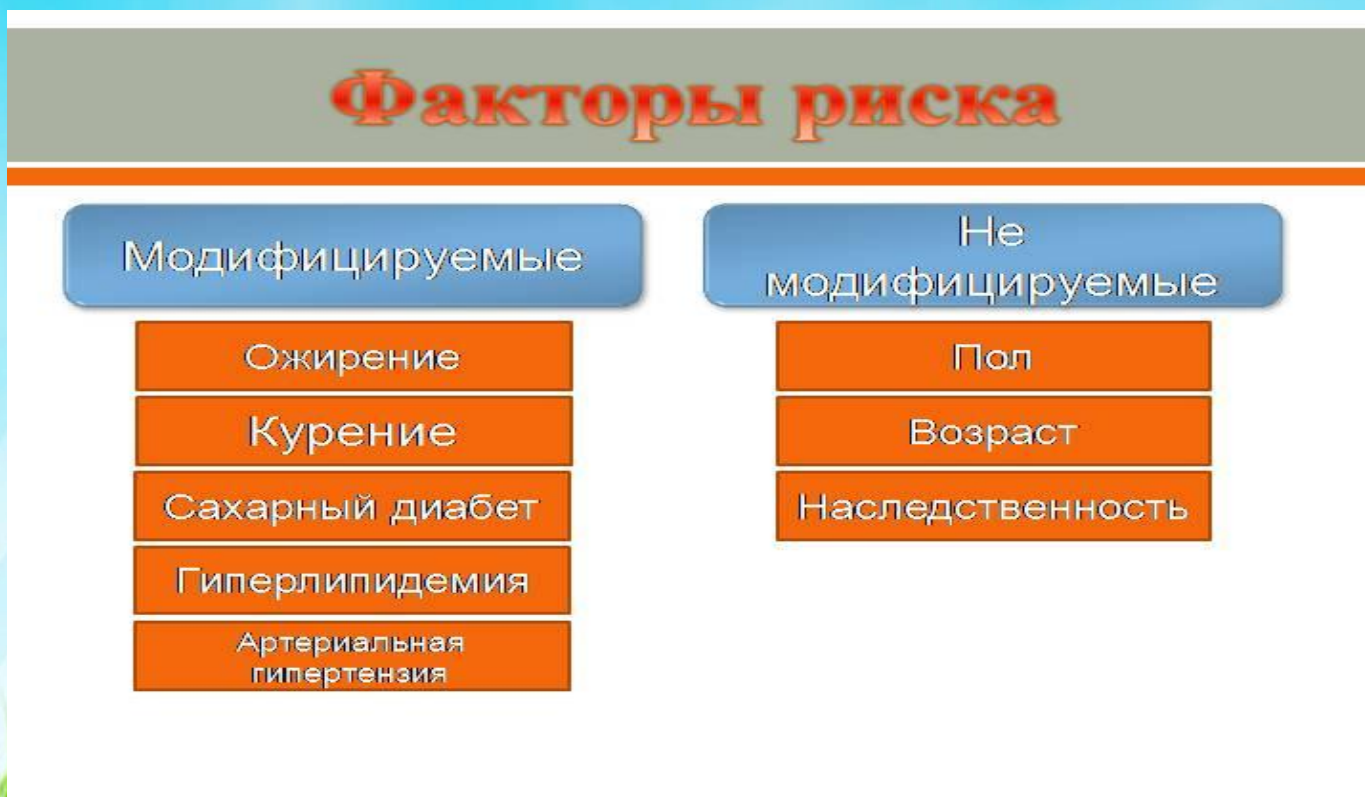 Факторы риска
Модифицируемые
Ожирение
Курение
Сахарный диабет
Гиперлипидемия
Артериальная
гипертензия
Не
модифицируемые
Пол
Возраст
Наследственность